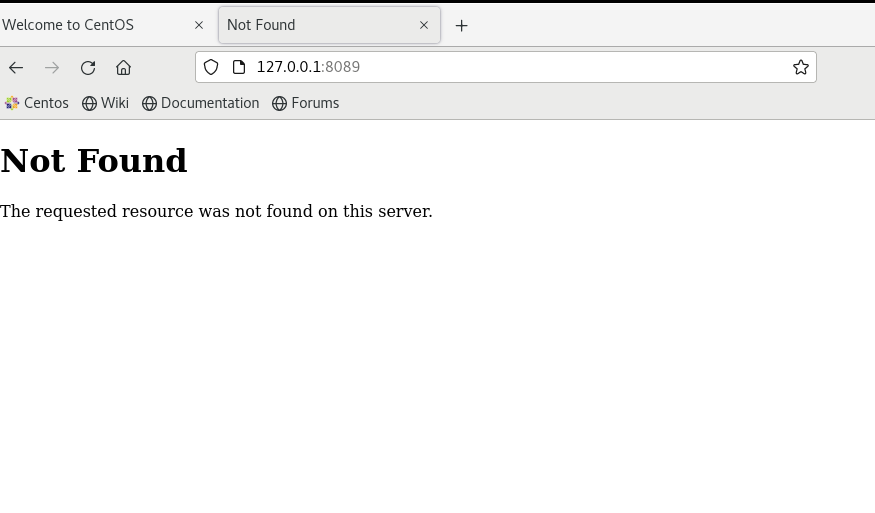 Welcome to CentOS
Not Found
127.0.0.1:8089
Centos Wiki Documentation Forums
Not Found
The requested resource was not found on this server.